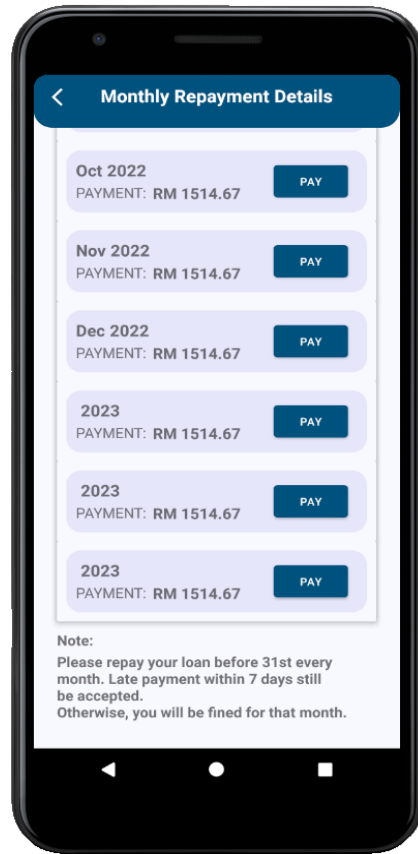 Monthly Repayment Details
Oct 2022
PAYMENT: RM 1514.67
PAY
Nov 2022
PAYMENT: RM 1514.67
PAY
Dec 2022
PAYMENT: RM 1514.67
PAY
2023
PAYMENT: RM 1514.67
PAY
2023
PAYMENT: RM 1514.67
PAY
2023
PAYMENT: RM 1514.67
PAY
Note:
Please repay your loan before 31st every
month. Late payment within 7 days still
be accepted.
Otherwise, you will be fined for that month.